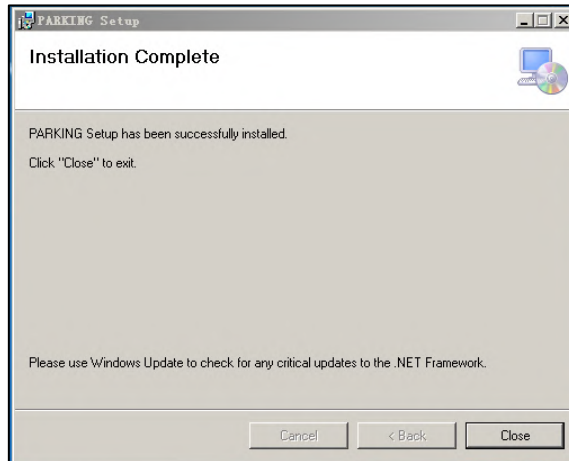 PARKING Setup
Installation Complete
PARKING Setup has been successfully installed.
Click "Close" to exit.
Please use Windows Update to check for any critical updates to the .NET Framework.
Cancel
< Back
Close